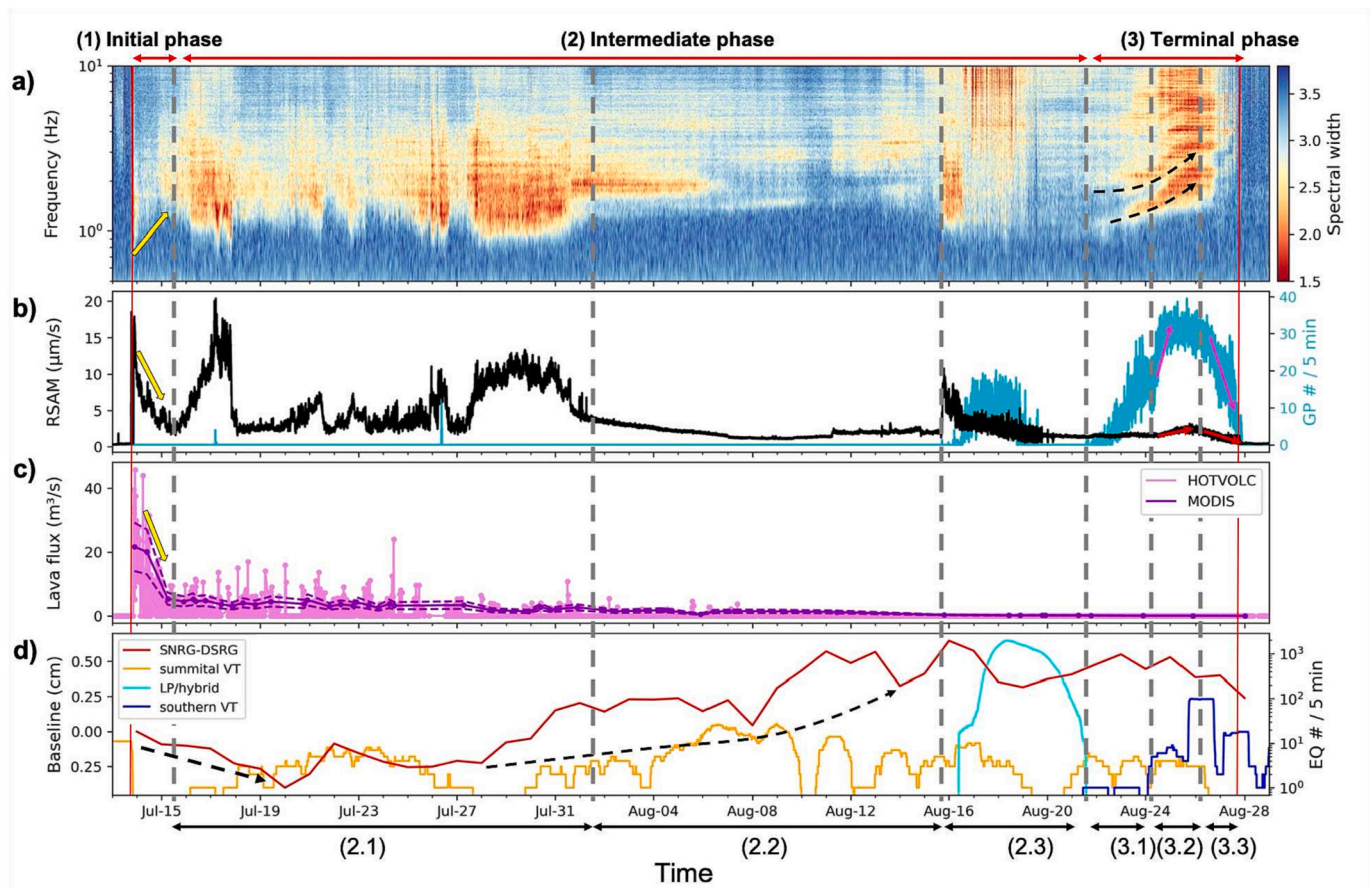 (1) Initial phase
(2) Intermediate phase
(3) Terminal phase
a)
Frequency (Hz)
10¹
10⁰
Spectral width
3.5
3.0
2.5
2.0
1.5
b)
RSAM (μm/s)
20
15
10
5
0
GP # / 5 min
40
30
20
10
0
c)
Lava flux (m³/s)
40
20
0
HOTVOLC
MODIS
d)
Baseline (cm)
0.50
0.25
0.00
0.25
SNRG-DSRG
summital VT
LP/hybrid
southern VT
EQ # / 5 min
10³
10²
10¹
10⁰
Jul-15 Jul-19 Jul-23 Jul-27 Jul-31 Aug-04 Aug-08 Aug-12 Aug-16 Aug-20 Aug-24 Aug-28
(2.1) (2.2) (2.3) (3.1) (3.2) (3.3)
Time